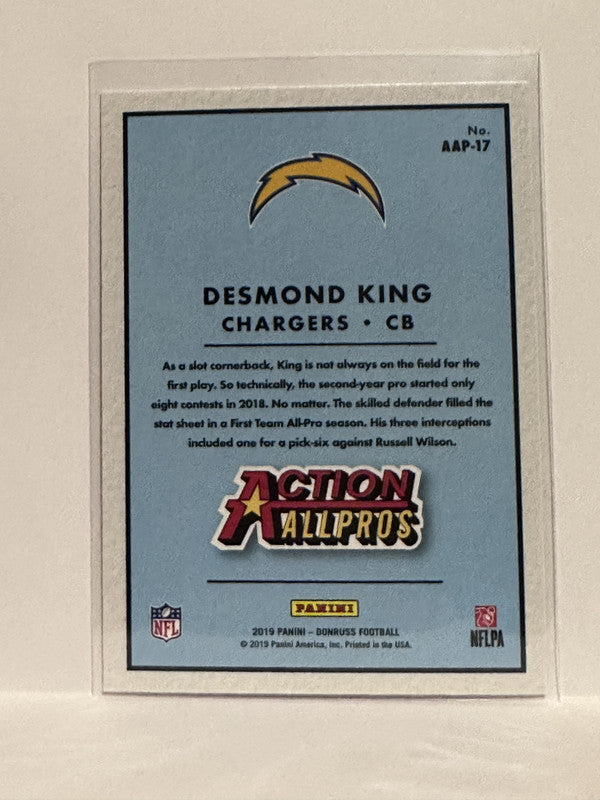 No.
AAP-17
DESMOND KING
CHARGERS • CB
As a slot cornerback, King is not always on the field for the
first play. So technically, the second-year pro started only
eight contests in 2018. No matter. The skilled defender filled the
stat sheet in a First Team All-Pro season. His three interceptions
included one for a pick-six against Russell Wilson.
ACTION
ALL PROS
PANINI
NFL
2019 PANINI – DONRUSS FOOTBALL
© 2019 Panini America, Inc. Printed in the USA.
NFLPA